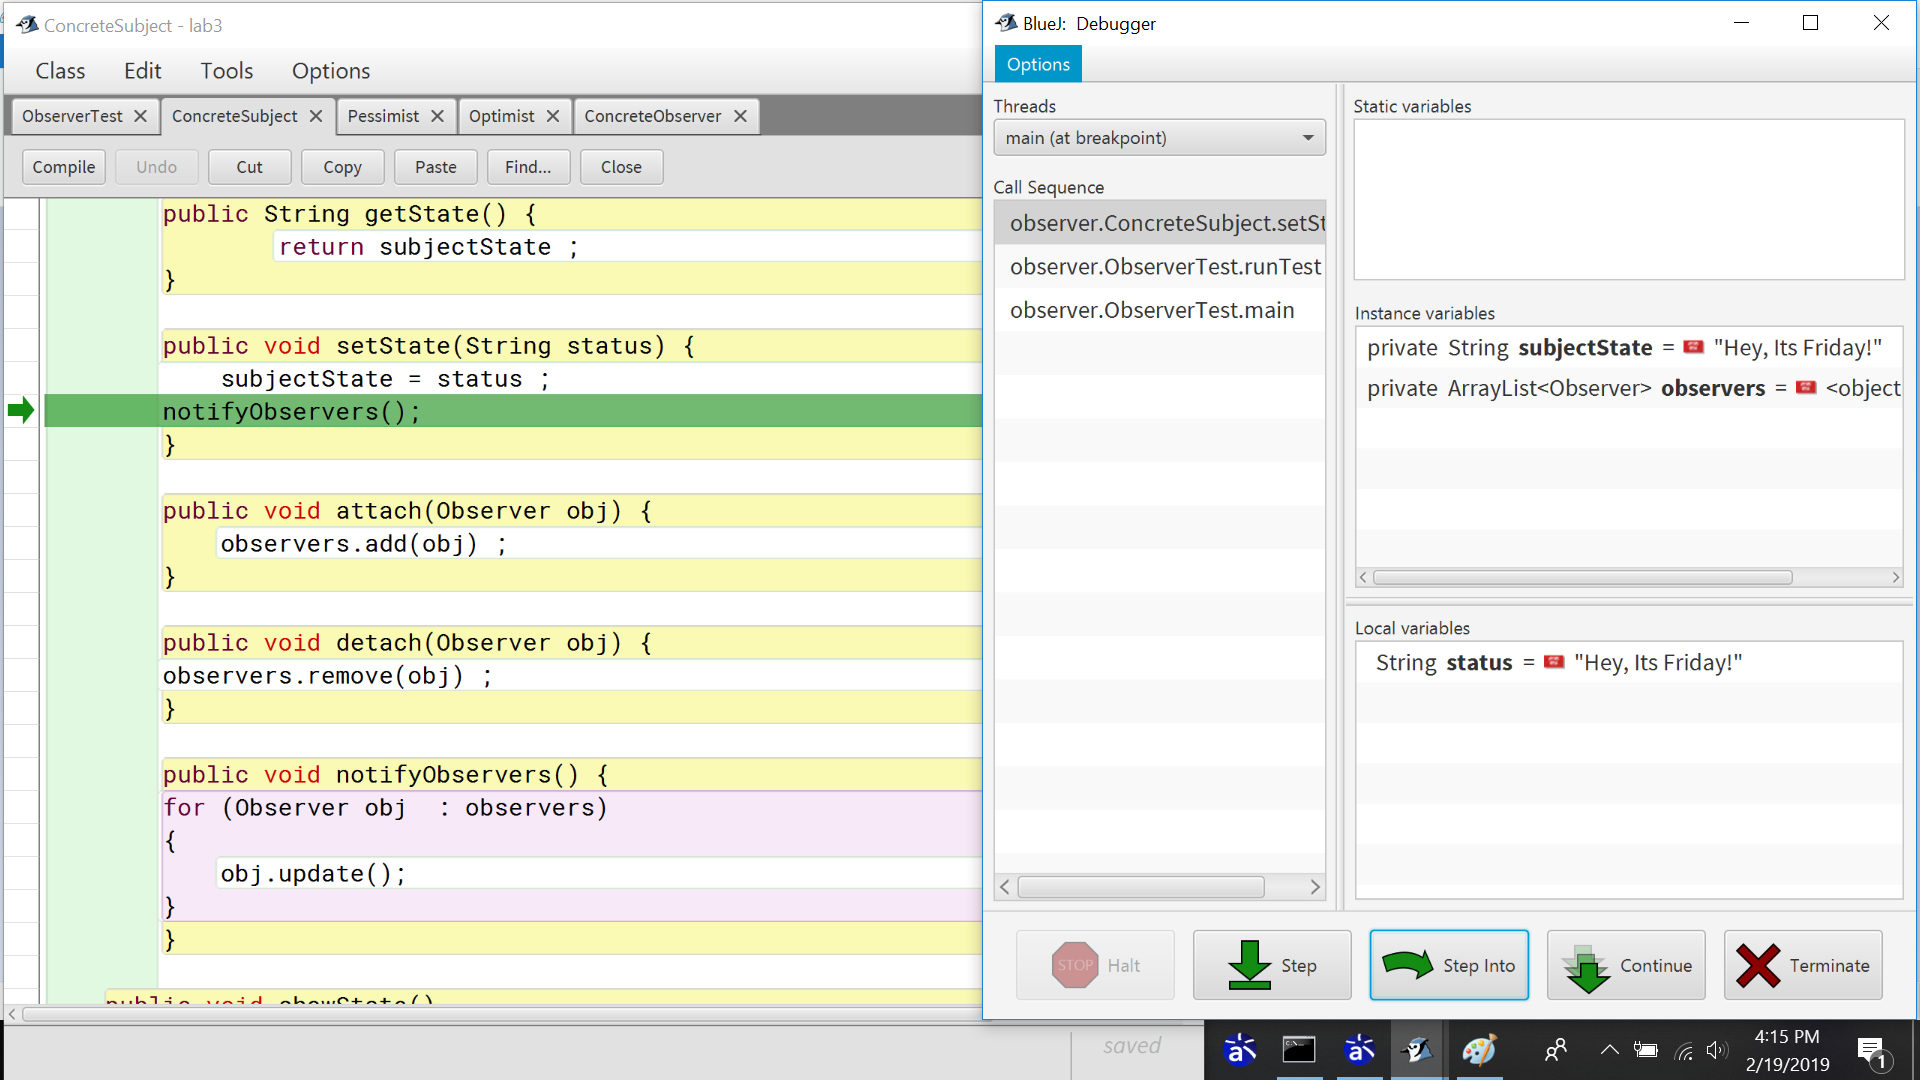 ConcreteSubject - lab3
Class Edit Tools Options
ObserverTest ConcreteSubject Pessimist Optimist ConcreteObserver
Compile Undo Cut Copy Paste Find... Close
public String getState() {
return subjectState ;
}
public void setState(String status) {
subjectState = status ;
notifyObservers();
}
public void attach(Observer obj) {
observers.add(obj) ;
}
public void detach(Observer obj) {
observers.remove(obj) ;
}
public void notifyObservers() {
for (Observer obj  : observers)
{
obj.update();
}
}
public void showState()
saved
BlueJ: Debugger
Options
Threads
main (at breakpoint)
Call Sequence
observer.ConcreteSubject.setSt
observer.ObserverTest.runTest
observer.ObserverTest.main
Static variables
Instance variables
private String subjectState = "Hey, Its Friday!"
private ArrayList<Observer> observers = <object
Local variables
String status = "Hey, Its Friday!"
STOP Halt Step Step Into Continue Terminate
4:15 PM
2/19/2019
1